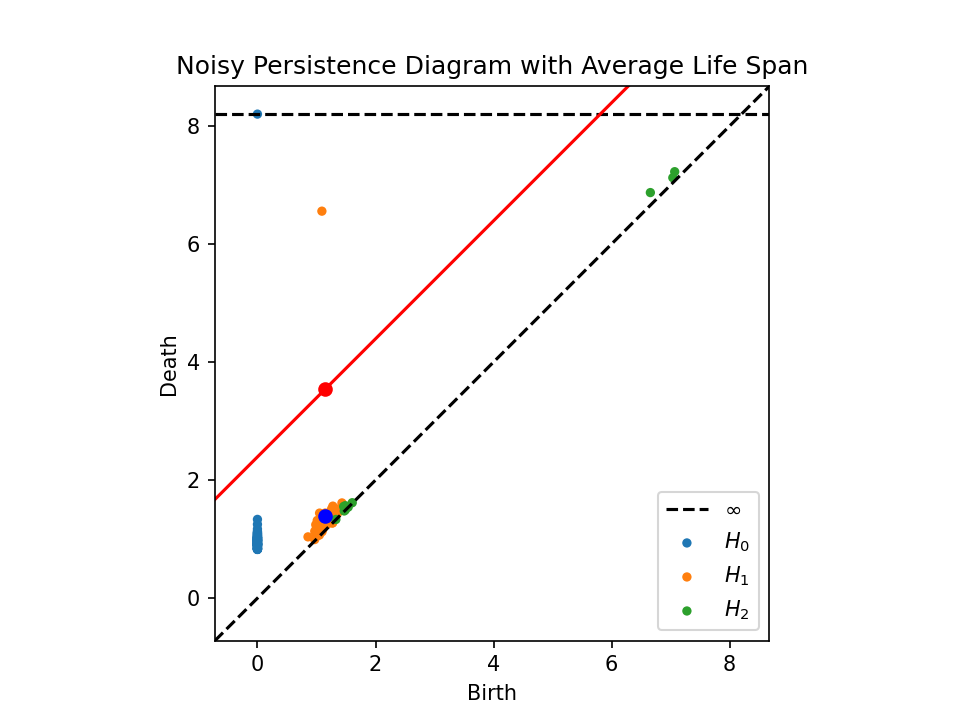 Noisy Persistence Diagram with Average Life Span
8
6
4
2
0
Death
0 2 4 6 8
Birth
∞
H₀
H₁
H₂